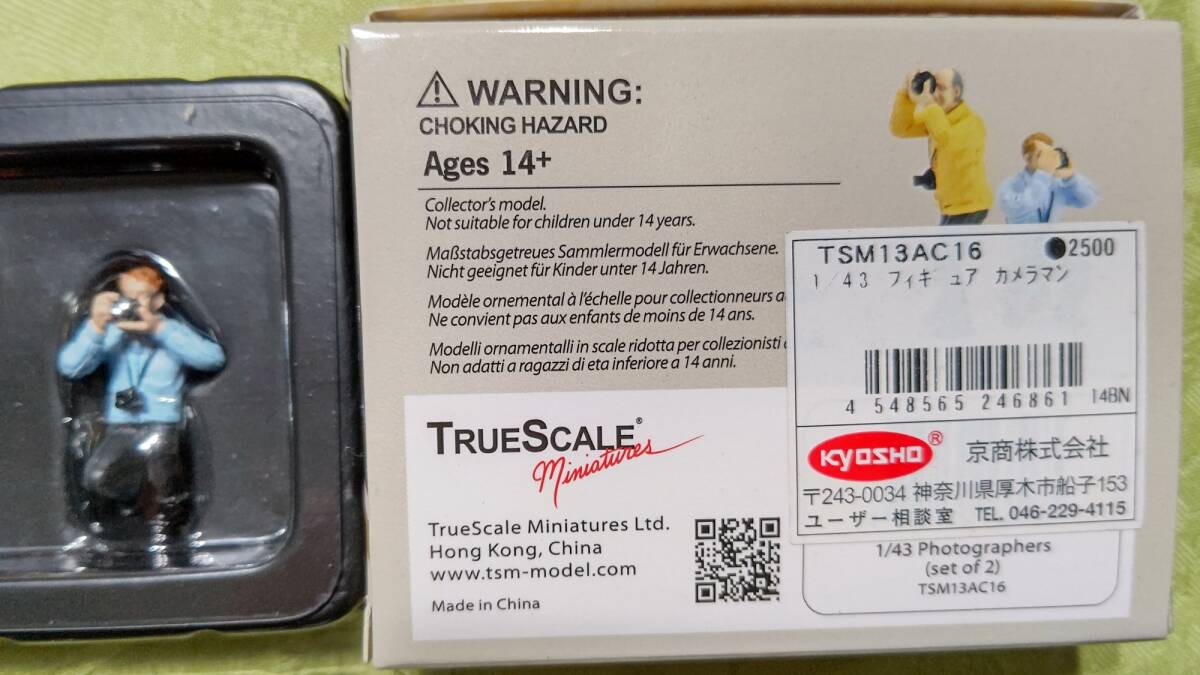 WARNING:
CHOKING HAZARD
Ages 14+
Collector's model.
Not suitable for children under 14 years.
Maßstabsgetreues Sammlermodell für Erwachsene.
Nicht geeignet für Kinder unter 14 Jahren.
Modèle ornemental à l'échelle pour collectionneurs
Ne convient pas aux enfants de moins de 14 ans.
Modelli ornamentalli in scale ridotta per collezionisti
Non adatti a ragazzi di eta inferiore a 14 anni.
TRUESCALE®
Miniatures
TrueScale Miniatures Ltd.
Hong Kong, China
www.tsm-model.com
Made in China
TSM13AC16 ●2500
1/43 フィギュア カメラマン
4 548565 246861 14BN
KYOSHO® 京商株式会社
〒243-0034 神奈川県厚木市船子153
ユーザー相談室 TEL. 046-229-4115
1/43 Photographers
(set of 2)
TSM13AC16